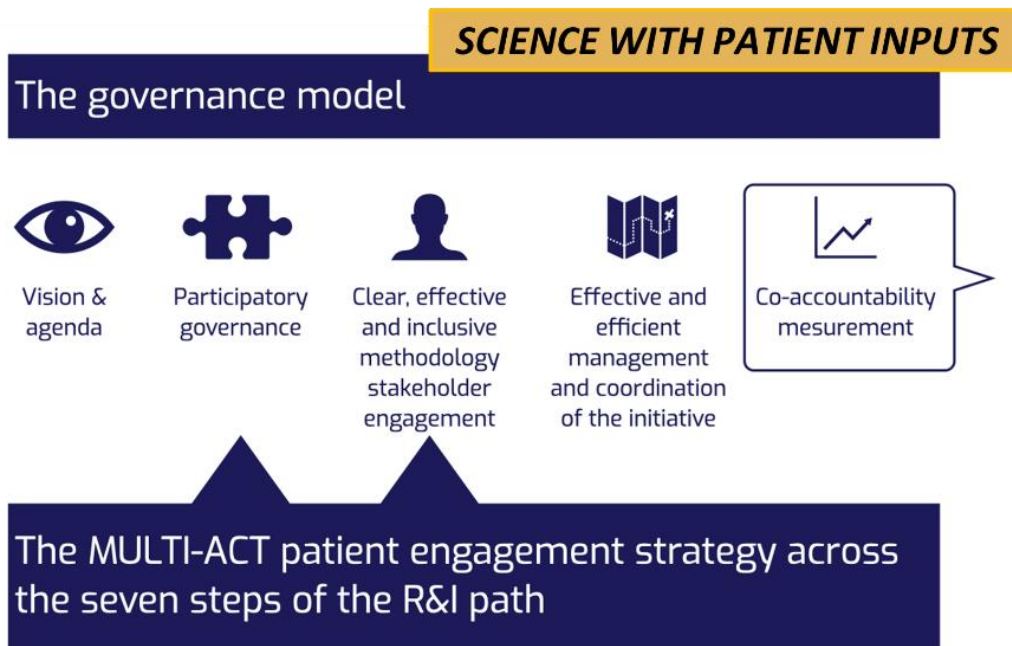 SCIENCE WITH PATIENT INPUTS
The governance model
Vision &
agenda
Participatory
governance
Clear, effective
and inclusive
methodology
stakeholder
engagement
Effective and
efficient
management
and coordination
of the initiative
Co-accountability
mesurement
The MULTI-ACT patient engagement strategy across
the seven steps of the R&I path